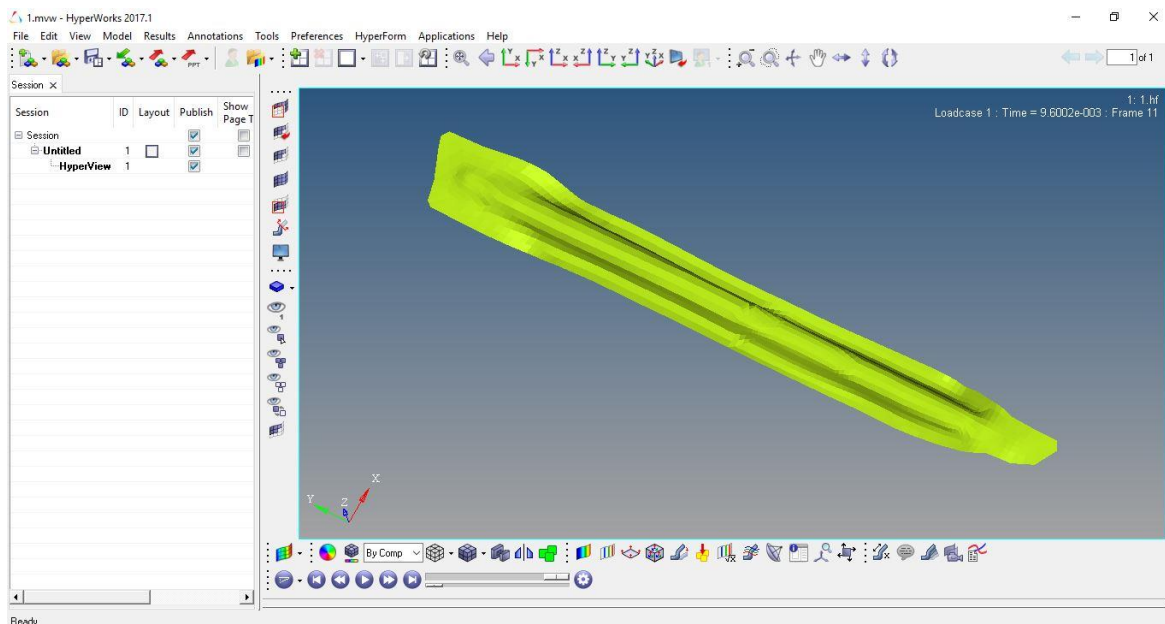 1.mvw - HyperWorks 2017.1
File Edit View Model Results Annotations Tools Preferences HyperForm Applications Help
PPT
1 of 1
Session
Session ID Layout Publish Show Page T
Session
Untitled 1
HyperView 1
1: 1.hf
Loadcase 1 : Time = 9.6002e-003 : Frame 11
X
Y Z
By Comp
Ready